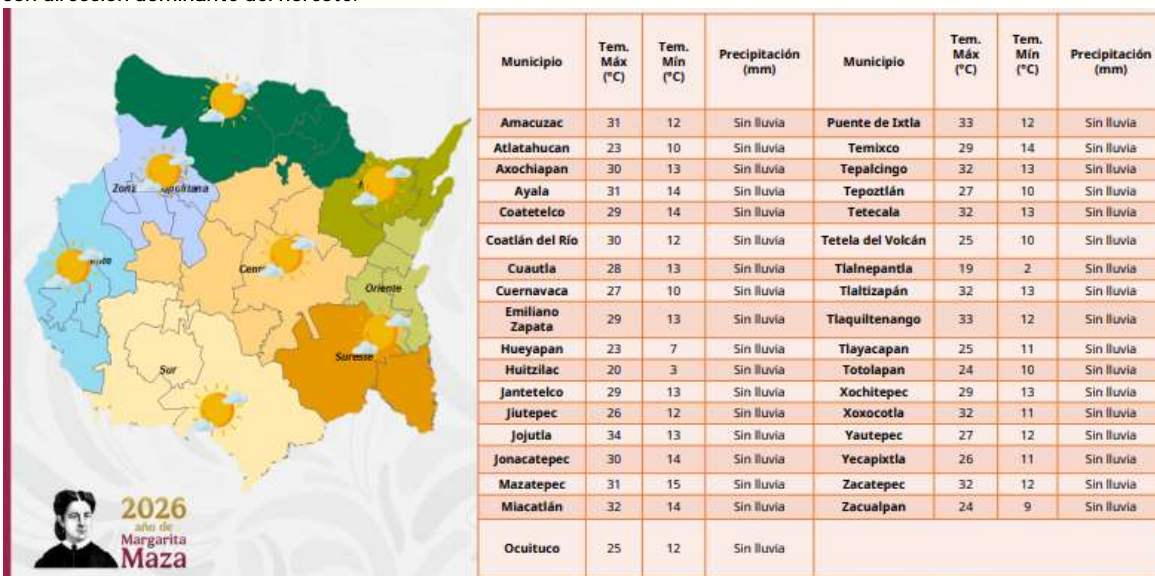 Municipio Tem. Máx (°C) Tem. Mín (°C) Precipitación (mm) Municipio Tem. Máx (°C) Tem. Mín (°C) Precipitación (mm)
Amacuzac 31 12 Sin lluvia Puente de Ixtla 33 12 Sin lluvia
Atlatahucan 23 10 Sin lluvia Temixco 29 14 Sin lluvia
Axochiapan 30 13 Sin lluvia Tepalcingo 32 13 Sin lluvia
Ayala 31 14 Sin lluvia Tepoztlán 27 10 Sin lluvia
Coatetelco 29 14 Sin lluvia Tetecala 32 13 Sin lluvia
Coatlán del Río 30 12 Sin lluvia Tetela del Volcán 25 10 Sin lluvia
Cuautla 28 13 Sin lluvia Tlalnepantla 19 2 Sin lluvia
Cuernavaca 27 10 Sin lluvia Tlaltizapán 32 13 Sin lluvia
Emiliano Zapata 29 13 Sin lluvia Tlaquiltenango 33 12 Sin lluvia
Hueyapan 23 7 Sin lluvia Tlayacapan 25 11 Sin lluvia
Huitzilac 20 3 Sin lluvia Totolapan 24 10 Sin lluvia
Jantetelco 29 13 Sin lluvia Xochitepec 29 13 Sin lluvia
Jiutepec 26 12 Sin lluvia Xoxocotla 32 11 Sin lluvia
Jojutla 34 13 Sin lluvia Yautepec 27 12 Sin lluvia
Jonacatepec 30 14 Sin lluvia Yecapixtla 26 11 Sin lluvia
Mazatepec 31 15 Sin lluvia Zacatepec 32 12 Sin lluvia
Miacatlán 32 14 Sin lluvia Zacualpan 24 9 Sin lluvia
Ocuituco 25 12 Sin lluvia
Oriente
Sureste
Sur
2026
año de
Margarita
Maza